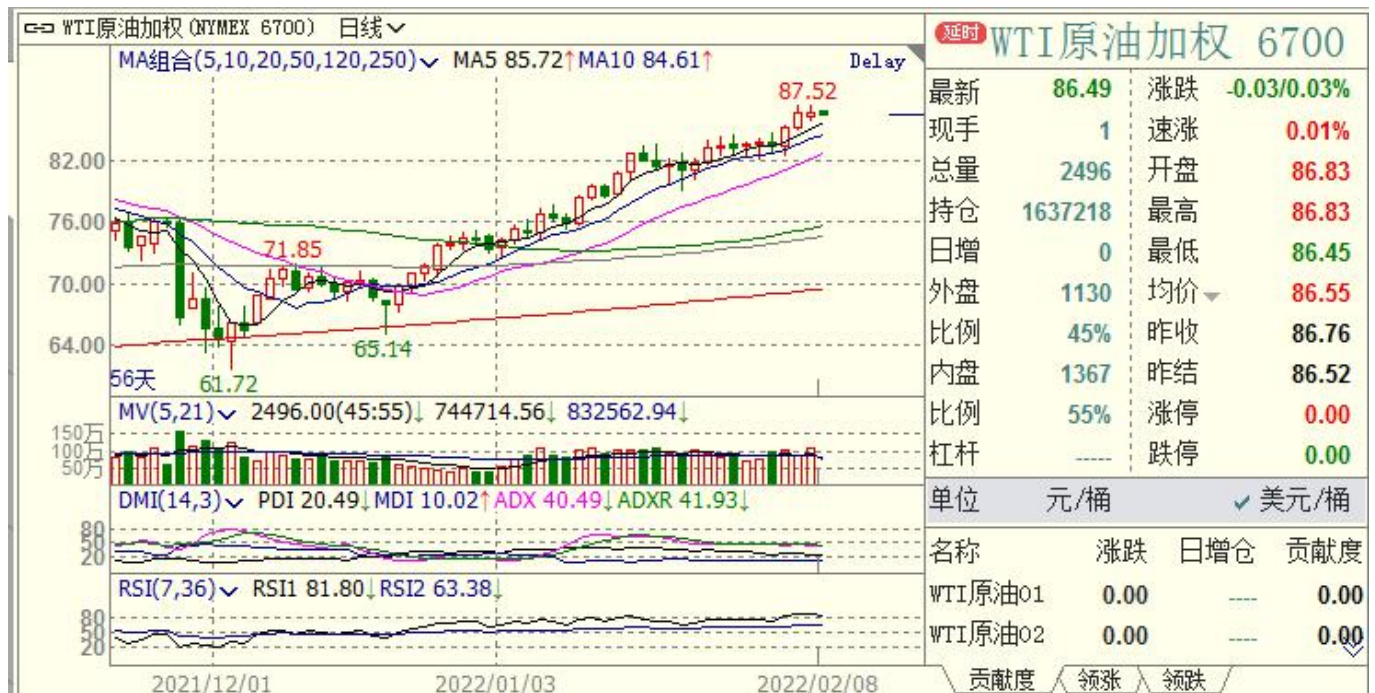 WTI原油加权(NYMEX 6700) 日线
MA组合(5,10,20,50,120,250) MA5 85.72↑MA10 84.61↑ Delay
87.52
82.00
76.00
71.85
70.00
65.14
64.00
61.72
56天
MV(5,21) 2496.00(45:55)↓ 744714.56↓ 832562.94↓
150万
100万
50万
DMI(14,3) PDI 20.49↓MDI 10.02↑ADX 40.49↓ADXR 41.93↓
80
50
20
RSI(7,36) RSI1 81.80↓RSI2 63.38↓
80
50
20
2021/12/01 2022/01/03 2022/02/08
延时 WTI原油加权 6700
最新 86.49 涨跌 -0.03/0.03%
现手 1 速涨 0.01%
总量 2496 开盘 86.83
持仓 1637218 最高 86.83
日增 0 最低 86.45
外盘 1130 均价 86.55
比例 45% 昨收 86.76
内盘 1367 昨结 86.52
比例 55% 涨停 0.00
杠杆 ----- 跌停 0.00
单位 元/桶 ✓ 美元/桶
名称 涨跌 日增仓 贡献度
WTI原油01 0.00 ---- 0.00
WTI原油02 0.00 ---- 0.00
贡献度 领涨 领跌